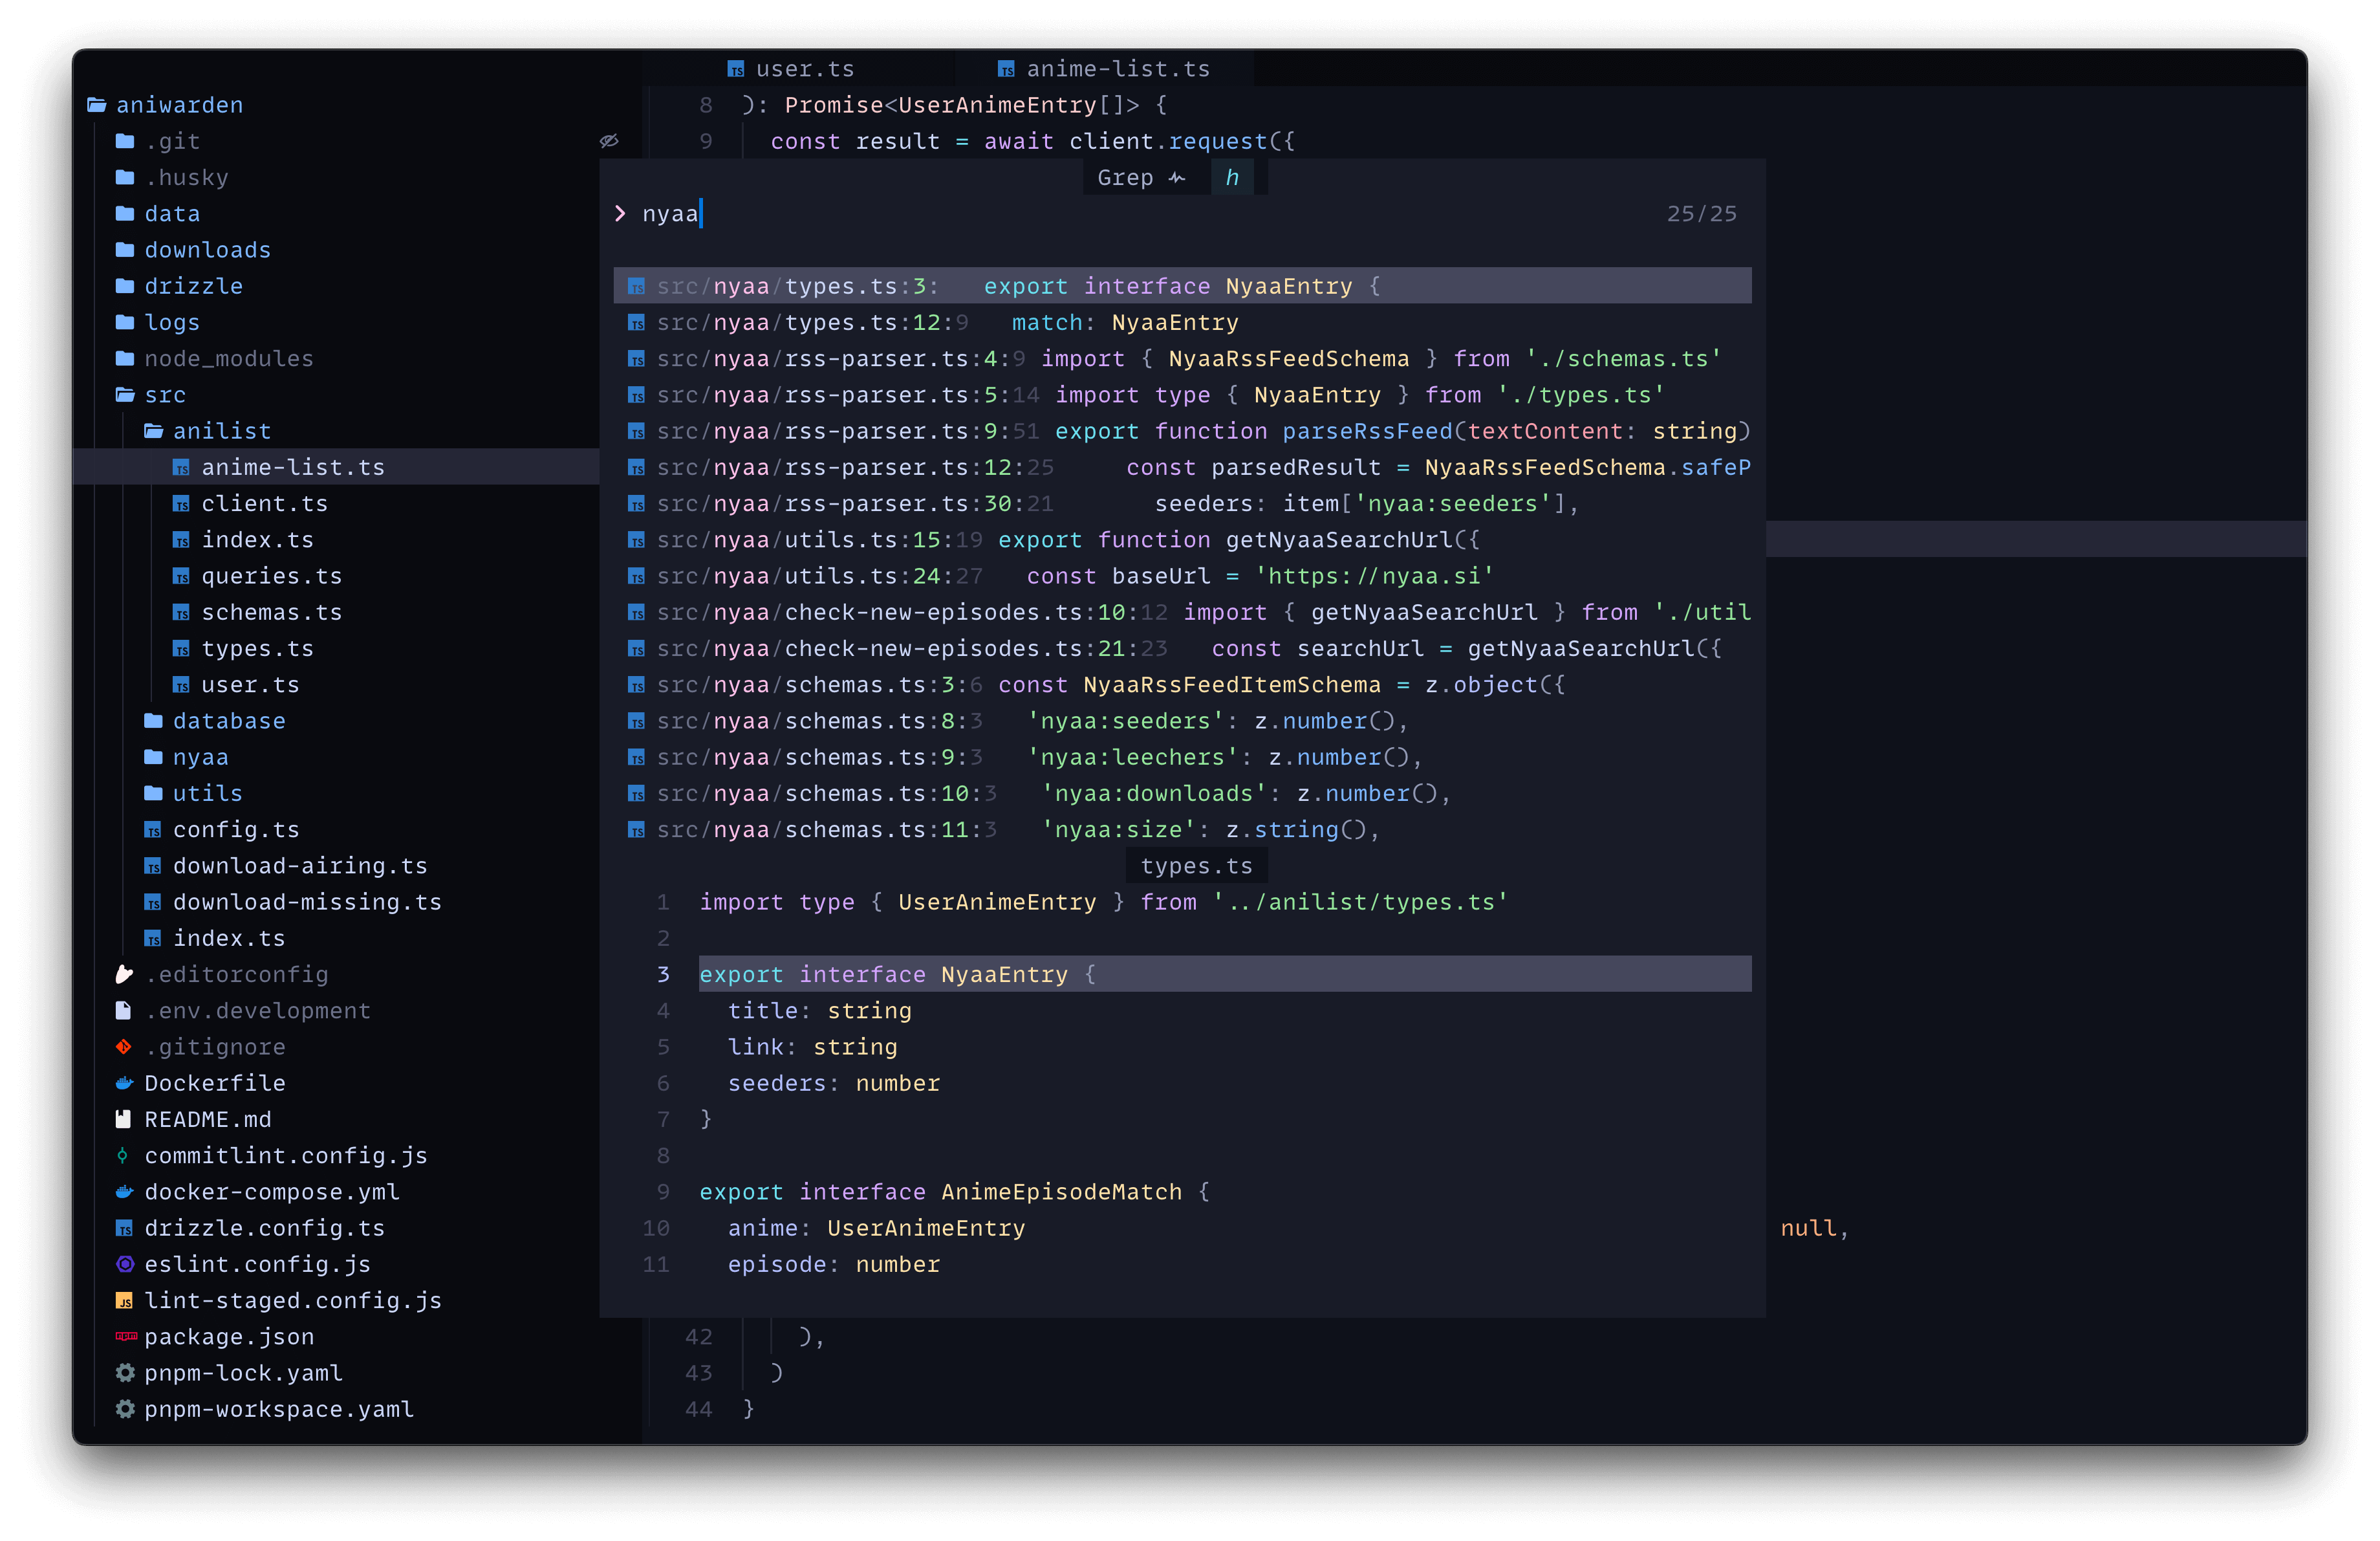 user.ts
anime-list.ts
aniwarden
.git
.husky
data
downloads
drizzle
logs
node_modules
src
anilist
anime-list.ts
client.ts
index.ts
queries.ts
schemas.ts
types.ts
user.ts
database
nyaa
utils
config.ts
download-airing.ts
download-missing.ts
index.ts
.editorconfig
.env.development
.gitignore
Dockerfile
README.md
commitlint.config.js
docker-compose.yml
drizzle.config.ts
eslint.config.js
lint-staged.config.js
package.json
pnpm-lock.yaml
pnpm-workspace.yaml
8 ): Promise<UserAnimeEntry[]> {
9 const result = await client.request({
Grep h
> nyaa 25/25
src/nyaa/types.ts:3: export interface NyaaEntry {
src/nyaa/types.ts:12:9 match: NyaaEntry
src/nyaa/rss-parser.ts:4:9 import { NyaaRssFeedSchema } from './schemas.ts'
src/nyaa/rss-parser.ts:5:14 import type { NyaaEntry } from './types.ts'
src/nyaa/rss-parser.ts:9:51 export function parseRssFeed(textContent: string)
src/nyaa/rss-parser.ts:12:25 const parsedResult = NyaaRssFeedSchema.safeP
src/nyaa/rss-parser.ts:30:21 seeders: item['nyaa:seeders'],
src/nyaa/utils.ts:15:19 export function getNyaaSearchUrl({
src/nyaa/utils.ts:24:27 const baseUrl = 'https://nyaa.si'
src/nyaa/check-new-episodes.ts:10:12 import { getNyaaSearchUrl } from './util
src/nyaa/check-new-episodes.ts:21:23 const searchUrl = getNyaaSearchUrl({
src/nyaa/schemas.ts:3:6 const NyaaRssFeedItemSchema = z.object({
src/nyaa/schemas.ts:8:3 'nyaa:seeders': z.number(),
src/nyaa/schemas.ts:9:3 'nyaa:leechers': z.number(),
src/nyaa/schemas.ts:10:3 'nyaa:downloads': z.number(),
src/nyaa/schemas.ts:11:3 'nyaa:size': z.string(),
types.ts
1 import type { UserAnimeEntry } from '../anilist/types.ts'
2
3 export interface NyaaEntry {
4 title: string
5 link: string
6 seeders: number
7 }
8
9 export interface AnimeEpisodeMatch {
10 anime: UserAnimeEntry
11 episode: number
null,
42 ),
43 )
44 }